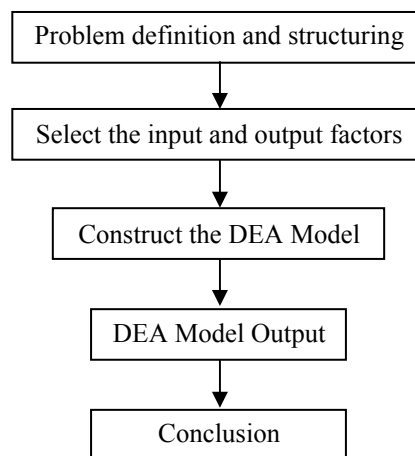 Problem definition and structuring
Select the input and output factors
Construct the DEA Model
DEA Model Output
Conclusion